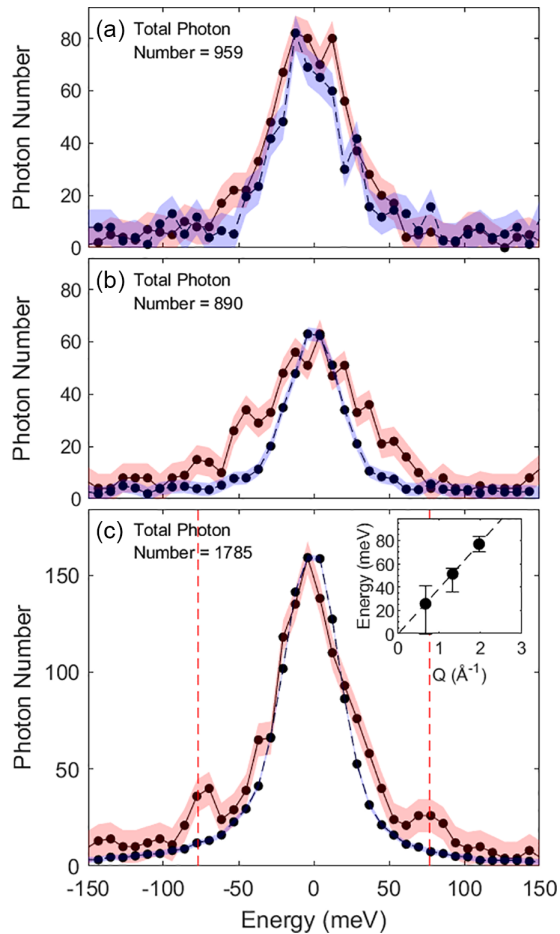 (a) Total Photon
Number = 959
Photon Number
80
60
40
20
0
(b) Total Photon
Number = 890
Photon Number
80
60
40
20
0
(c) Total Photon
Number = 1785
Photon Number
150
100
50
0
Energy (meV)
80
60
40
20
0
0 1 2 3
Q (Å⁻¹)
-150 -100 -50 0 50 100 150
Energy (meV)